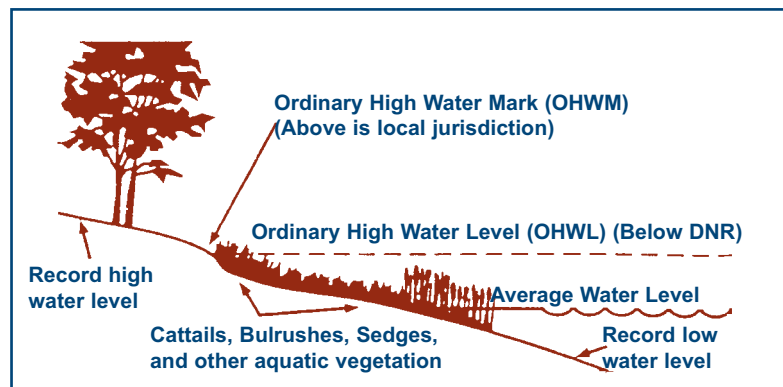 Ordinary High Water Mark (OHWM)
(Above is local jurisdiction)
Ordinary High Water Level (OHWL) (Below DNR)
Record high
water level
Average Water Level
Cattails, Bulrushes, Sedges,
and other aquatic vegetation
Record low
water level